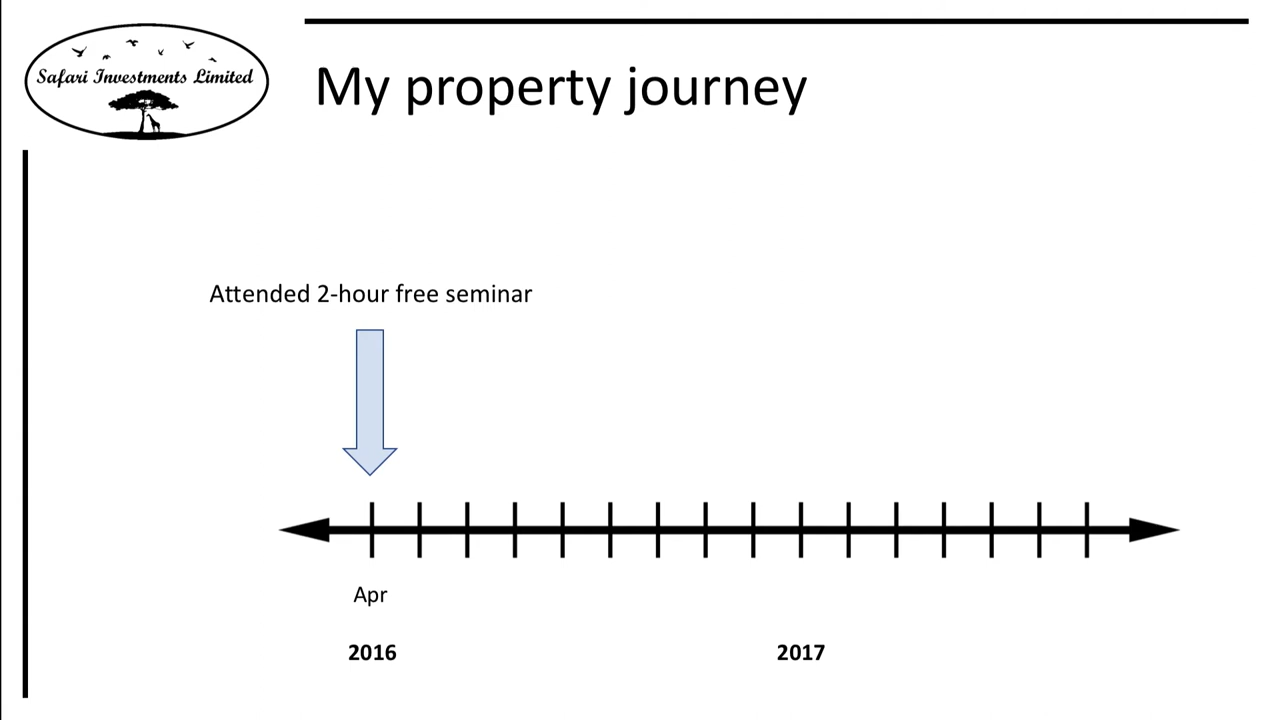 Safari Investments Limited
My property journey
Attended 2-hour free seminar
Apr
2016
2017